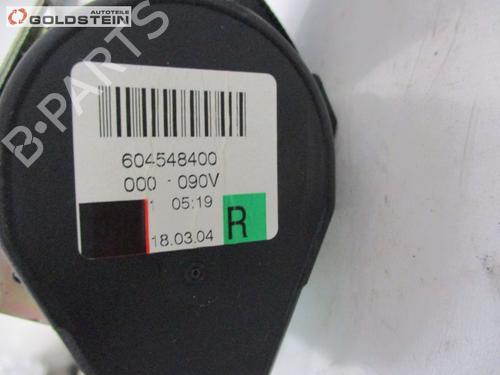 AUTOTEILE
GOLDSTEIN
B-PARTS
604548400
000 - 090V
05:19
18.03.04
R